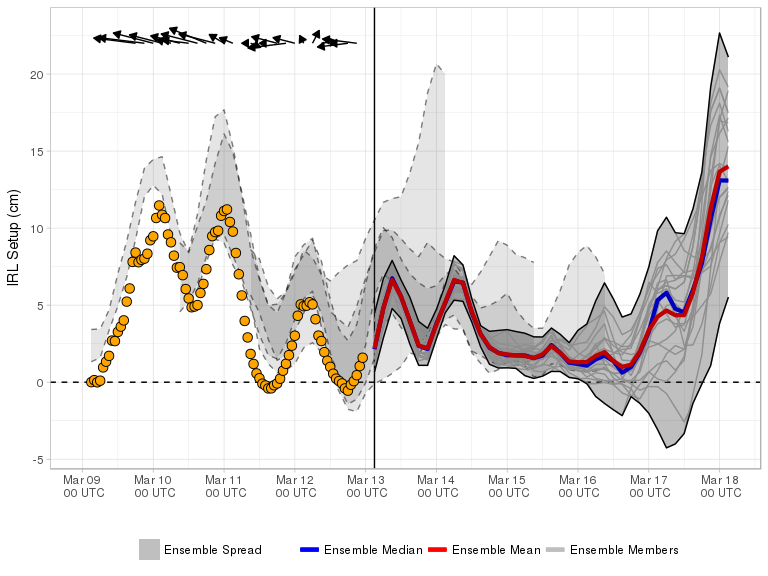 IRL Setup (cm)
20
15
10
5
0
-5
Mar 09 Mar 10 Mar 11 Mar 12 Mar 13 Mar 14 Mar 15 Mar 16 Mar 17 Mar 18
00 UTC 00 UTC 00 UTC 00 UTC 00 UTC 00 UTC 00 UTC 00 UTC 00 UTC 00 UTC
Ensemble Spread Ensemble Median Ensemble Mean Ensemble Members